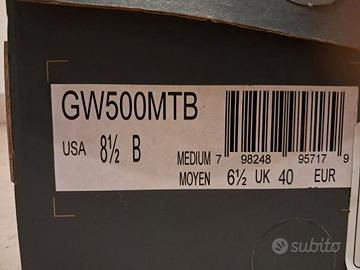 GW500MTB
USA 8½ B
MEDIUM 7 98248 95717 9
MOYEN 6½ UK 40 EUR
subito